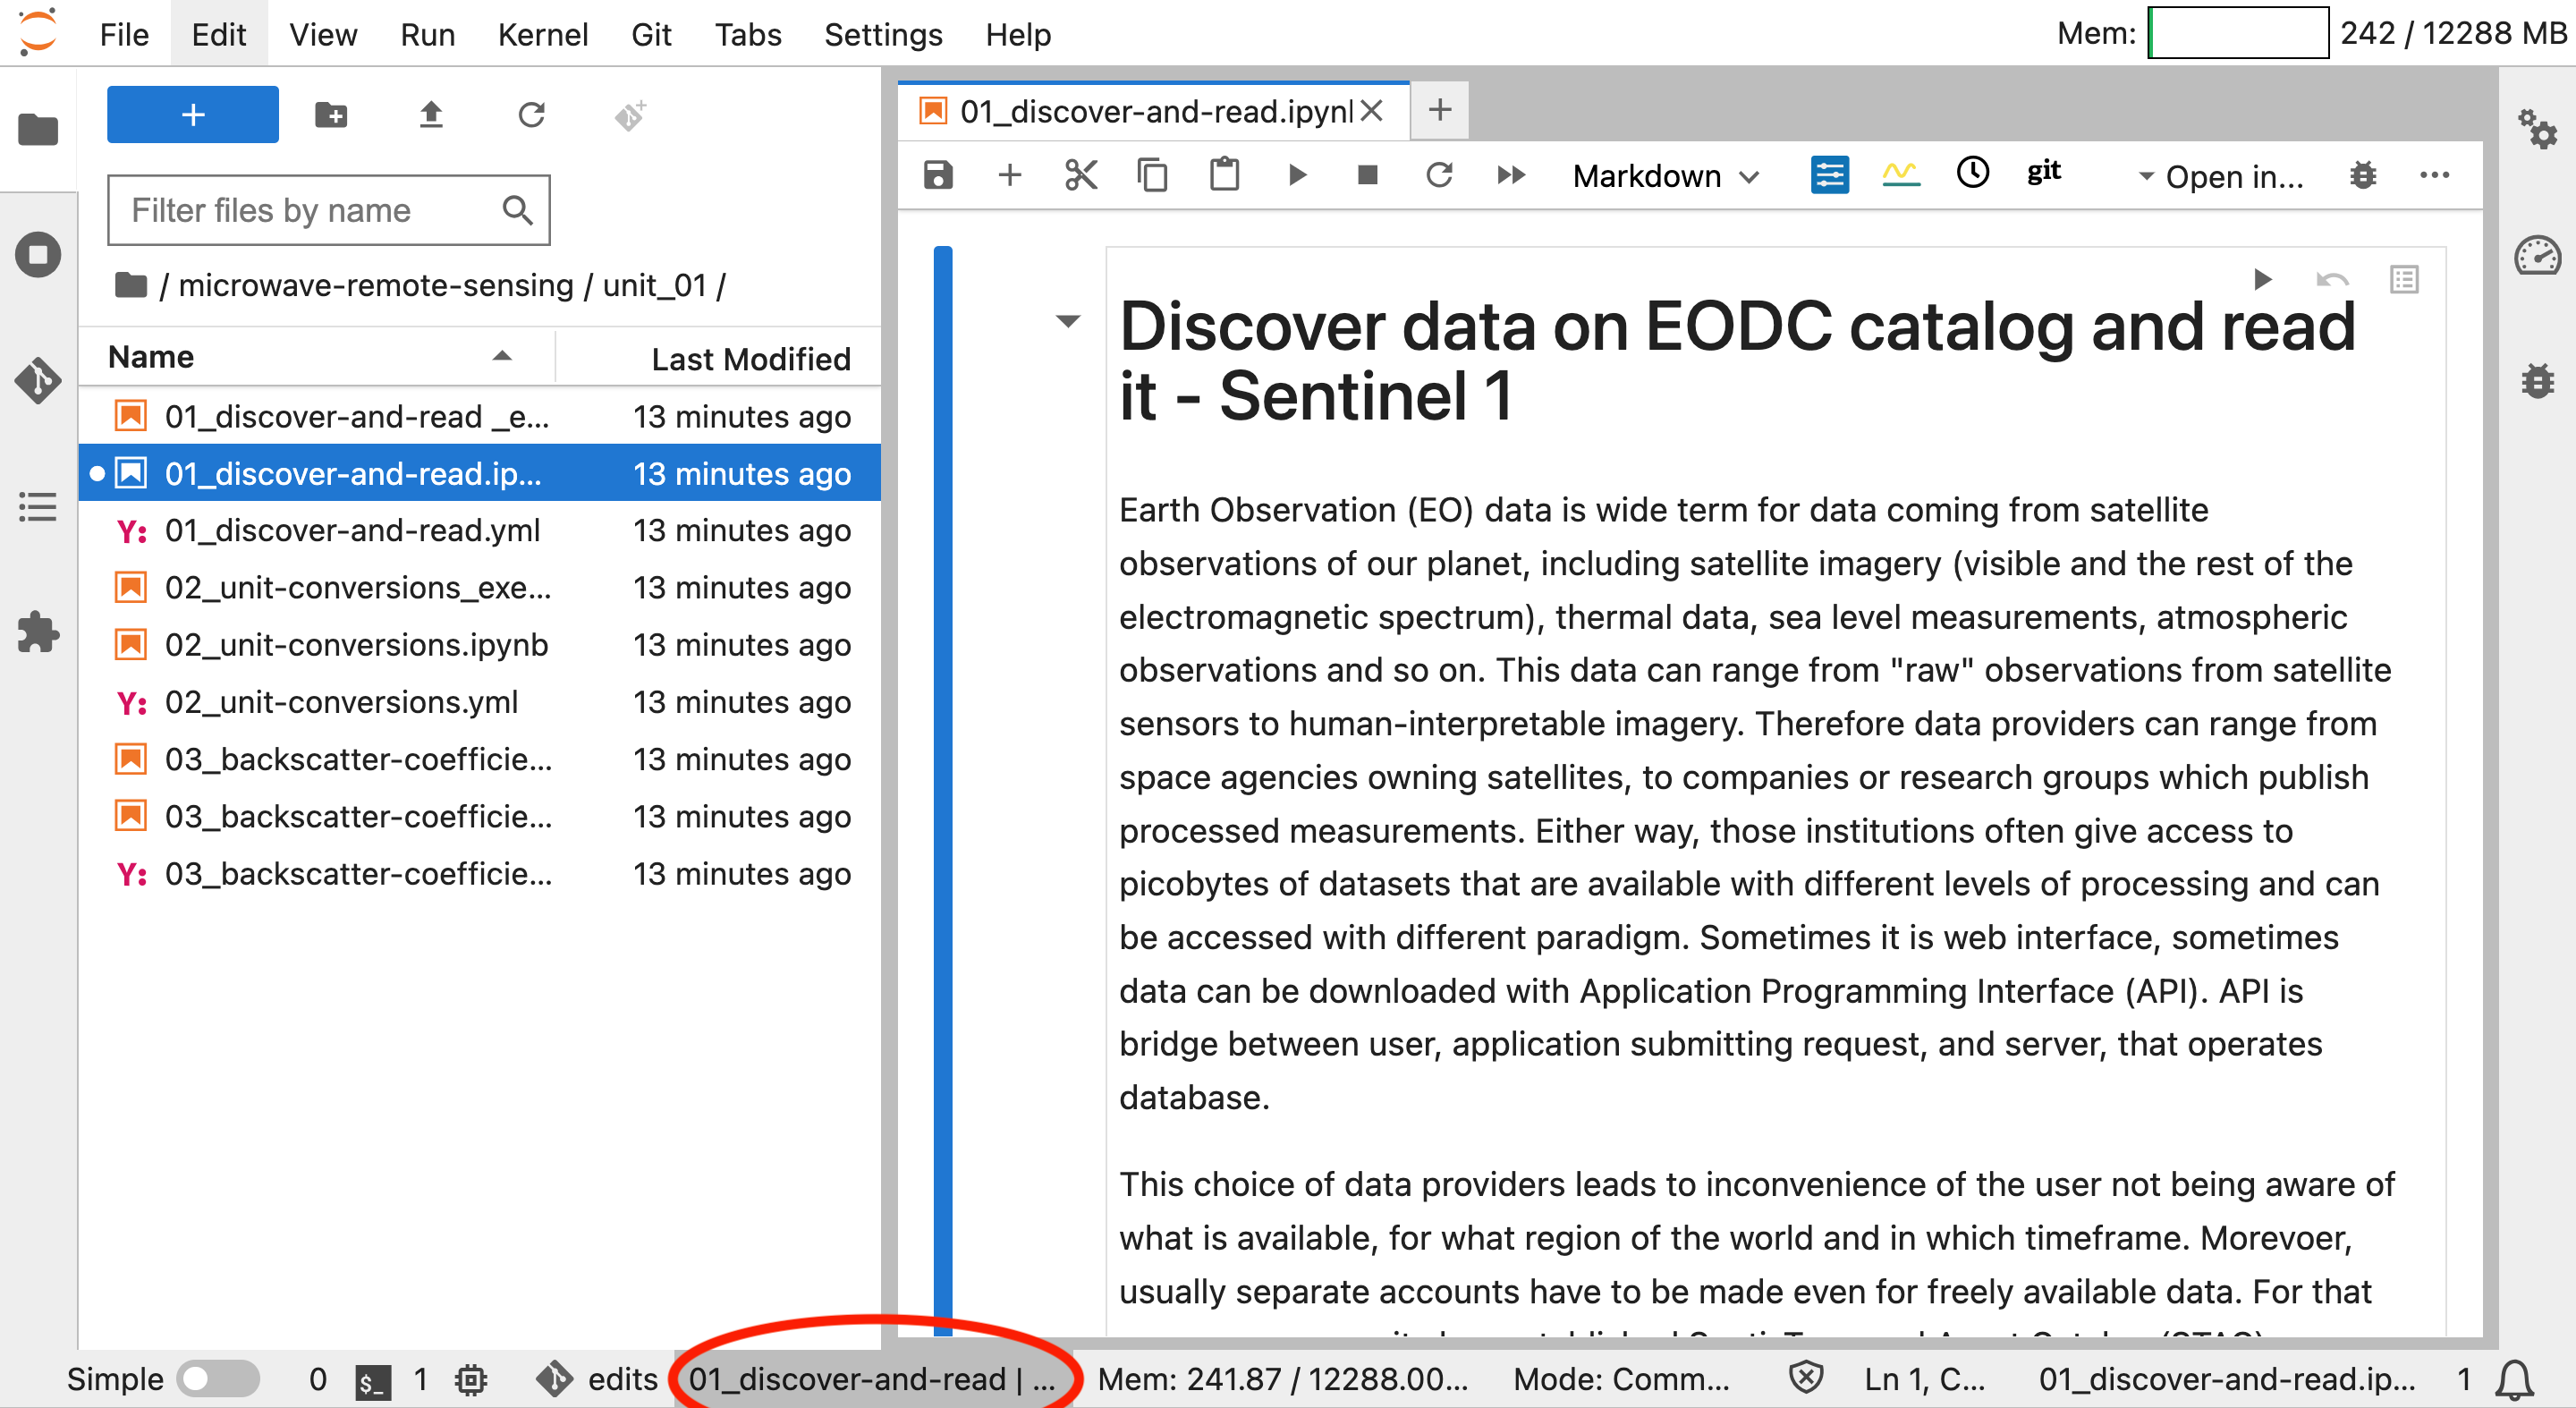 File Edit View Run Kernel Git Tabs Settings Help
Mem: 242 / 12288 MB
Filter files by name
/ microwave-remote-sensing / unit_01 /
Name Last Modified
01_discover-and-read _e... 13 minutes ago
01_discover-and-read.ip... 13 minutes ago
Y: 01_discover-and-read.yml 13 minutes ago
02_unit-conversions_exe... 13 minutes ago
02_unit-conversions.ipynb 13 minutes ago
Y: 02_unit-conversions.yml 13 minutes ago
03_backscatter-coefficie... 13 minutes ago
03_backscatter-coefficie... 13 minutes ago
Y: 03_backscatter-coefficie... 13 minutes ago
01_discover-and-read.ipynb
Markdown git Open in...
Discover data on EODC catalog and read
it - Sentinel 1
Earth Observation (EO) data is wide term for data coming from satellite
observations of our planet, including satellite imagery (visible and the rest of the
electromagnetic spectrum), thermal data, sea level measurements, atmospheric
observations and so on. This data can range from "raw" observations from satellite
sensors to human-interpretable imagery. Therefore data providers can range from
space agencies owning satellites, to companies or research groups which publish
processed measurements. Either way, those institutions often give access to
picobytes of datasets that are available with different levels of processing and can
be accessed with different paradigm. Sometimes it is web interface, sometimes
data can be downloaded with Application Programming Interface (API). API is
bridge between user, application submitting request, and server, that operates
database.
This choice of data providers leads to inconvenience of the user not being aware of
what is available, for what region of the world and in which timeframe. Morevoer,
usually separate accounts have to be made even for freely available data. For that
Simple 0 $_ 1 edits 01_discover-and-read | ... Mem: 241.87 / 12288.00... Mode: Comm... Ln 1, C... 01_discover-and-read.ip... 1